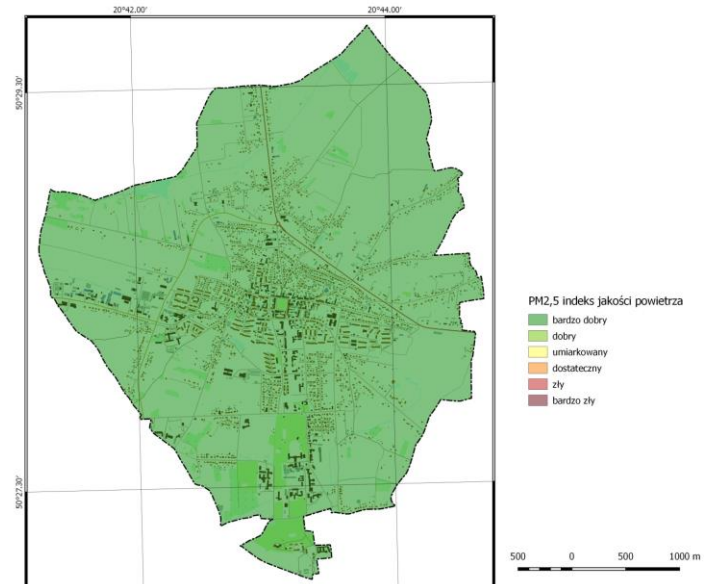 20°42.00'
20°44.00'
50°29.30'
50°27.30'
PM2,5 indeks jakości powietrza
bardzo dobry
dobry
umiarkowany
dostateczny
zły
bardzo zły
500 0 500 1000 m